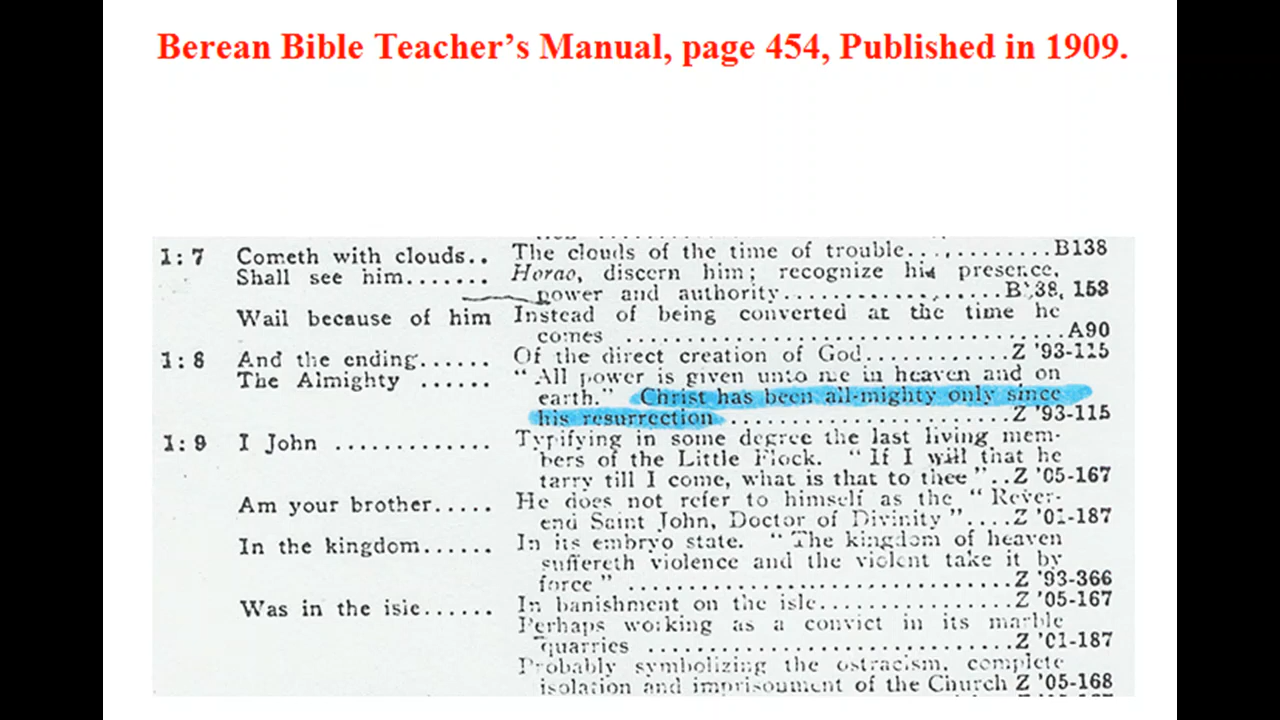 Berean Bible Teacher's Manual, page 454, Published in 1909.
1:7 Cometh with clouds.. The clouds of the time of trouble............B138
Shall see him....... Horao, discern him; recognize his presence,
power and authority....................B138, 153
Wail because of him Instead of being converted at the time he
comes ......................................A90
1:8 And the ending...... Of the direct creation of God..........Z '93-115
The Almighty ...... "All power is given unto me in heaven and on
earth." Christ has been all-mighty only since
his resurrection .......................Z '93-115
1:9 I John ............. Typifying in some degree the last living mem-
bers of the Little Flock. "If I will that he
tarry till I come, what is that to thee"..Z '05-167
Am your brother..... He does not refer to himself as the "Rever-
end Saint John, Doctor of Divinity"....Z '01-187
In the kingdom...... In its embryo state. "The kingdom of heaven
suffereth violence and the violent take it by
force" ...............................Z '93-366
Was in the isle...... In banishment on the isle...............Z '05-167
Perhaps working as a convict in its marble
quarries .............................Z '01-187
Probably symbolizing the ostracism, complete
isolation and imprisonment of the Church Z '05-168